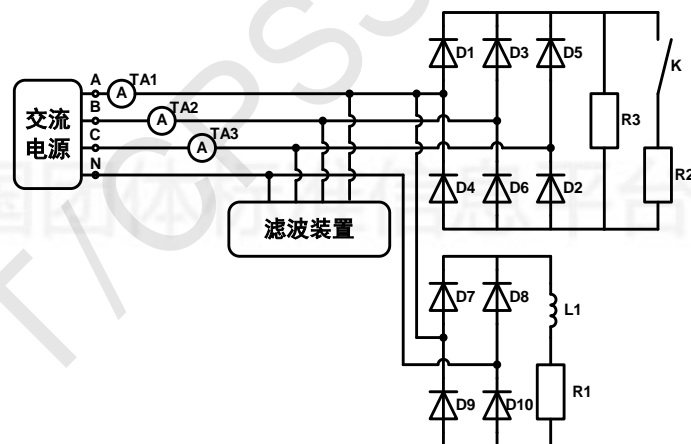 D1
D3
D5
K
A
TA1
A
B
TA2
A
R3
C
TA3
A
N
交流
电源
D4
D6
D2
R2
滤波装置
D7
D8
L1
D9
D10
R1
T/CPSS